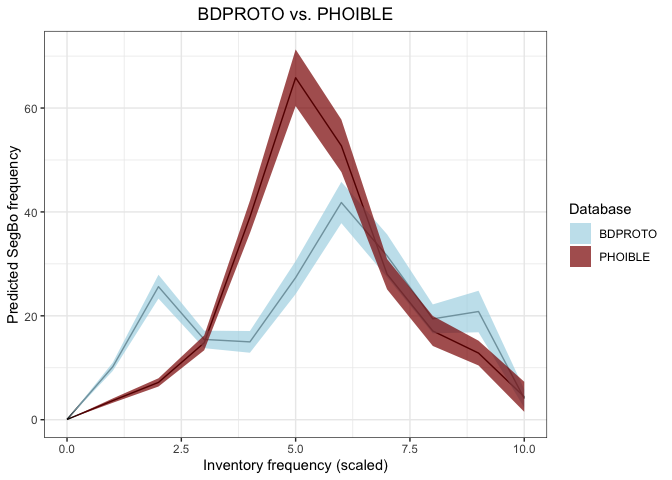 BDPROTO vs. PHOIBLE
Predicted SegBo frequency
60
40
20
0
0.0 2.5 5.0 7.5 10.0
Inventory frequency (scaled)
Database
BDPROTO
PHOIBLE